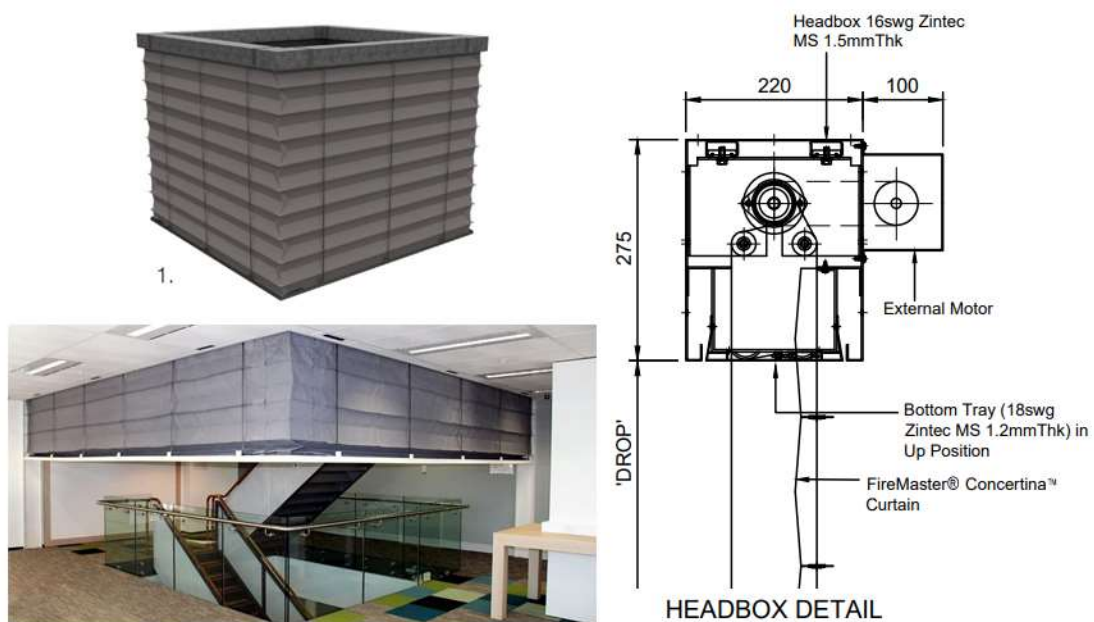 1.
Headbox 16swg Zintec
MS 1.5mmThk
220
100
275
External Motor
'DROP'
Bottom Tray (18swg
Zintec MS 1.2mmThk) in
Up Position
FireMaster® Concertina™
Curtain
HEADBOX DETAIL